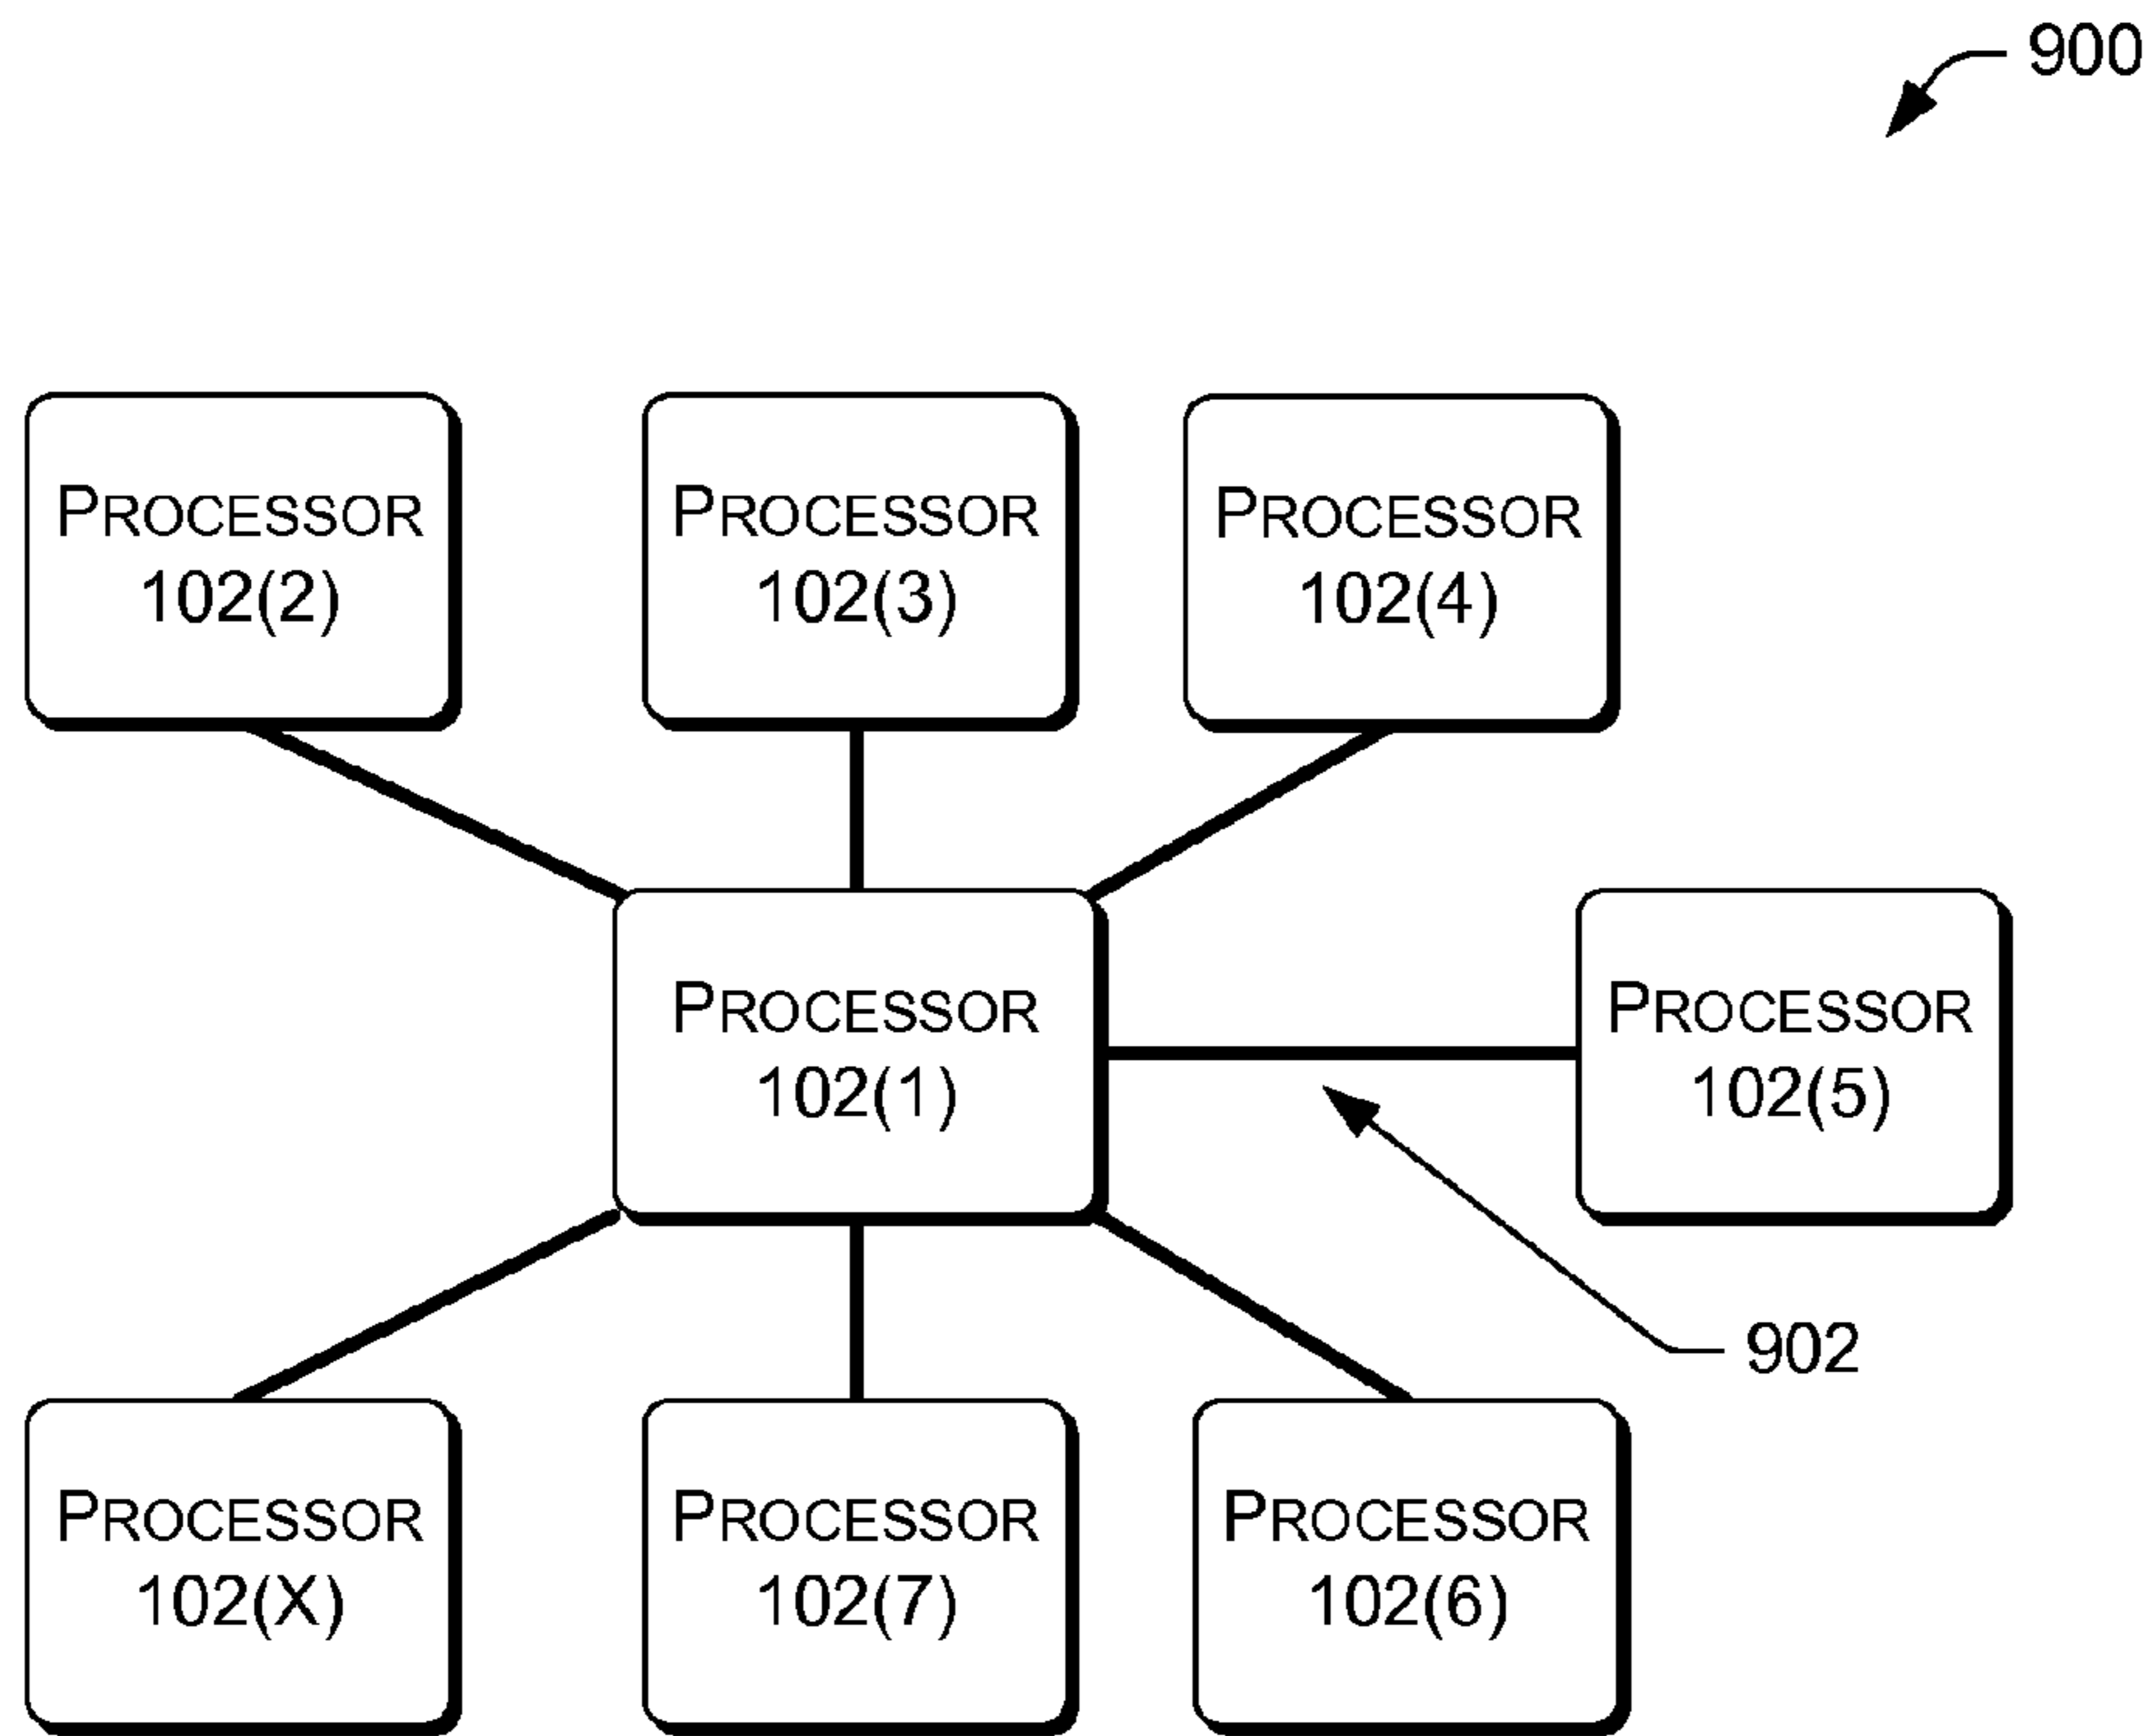 900
PROCESSOR
102(2)
PROCESSOR
102(3)
PROCESSOR
102(4)
PROCESSOR
102(1)
PROCESSOR
102(5)
902
PROCESSOR
102(X)
PROCESSOR
102(7)
PROCESSOR
102(6)